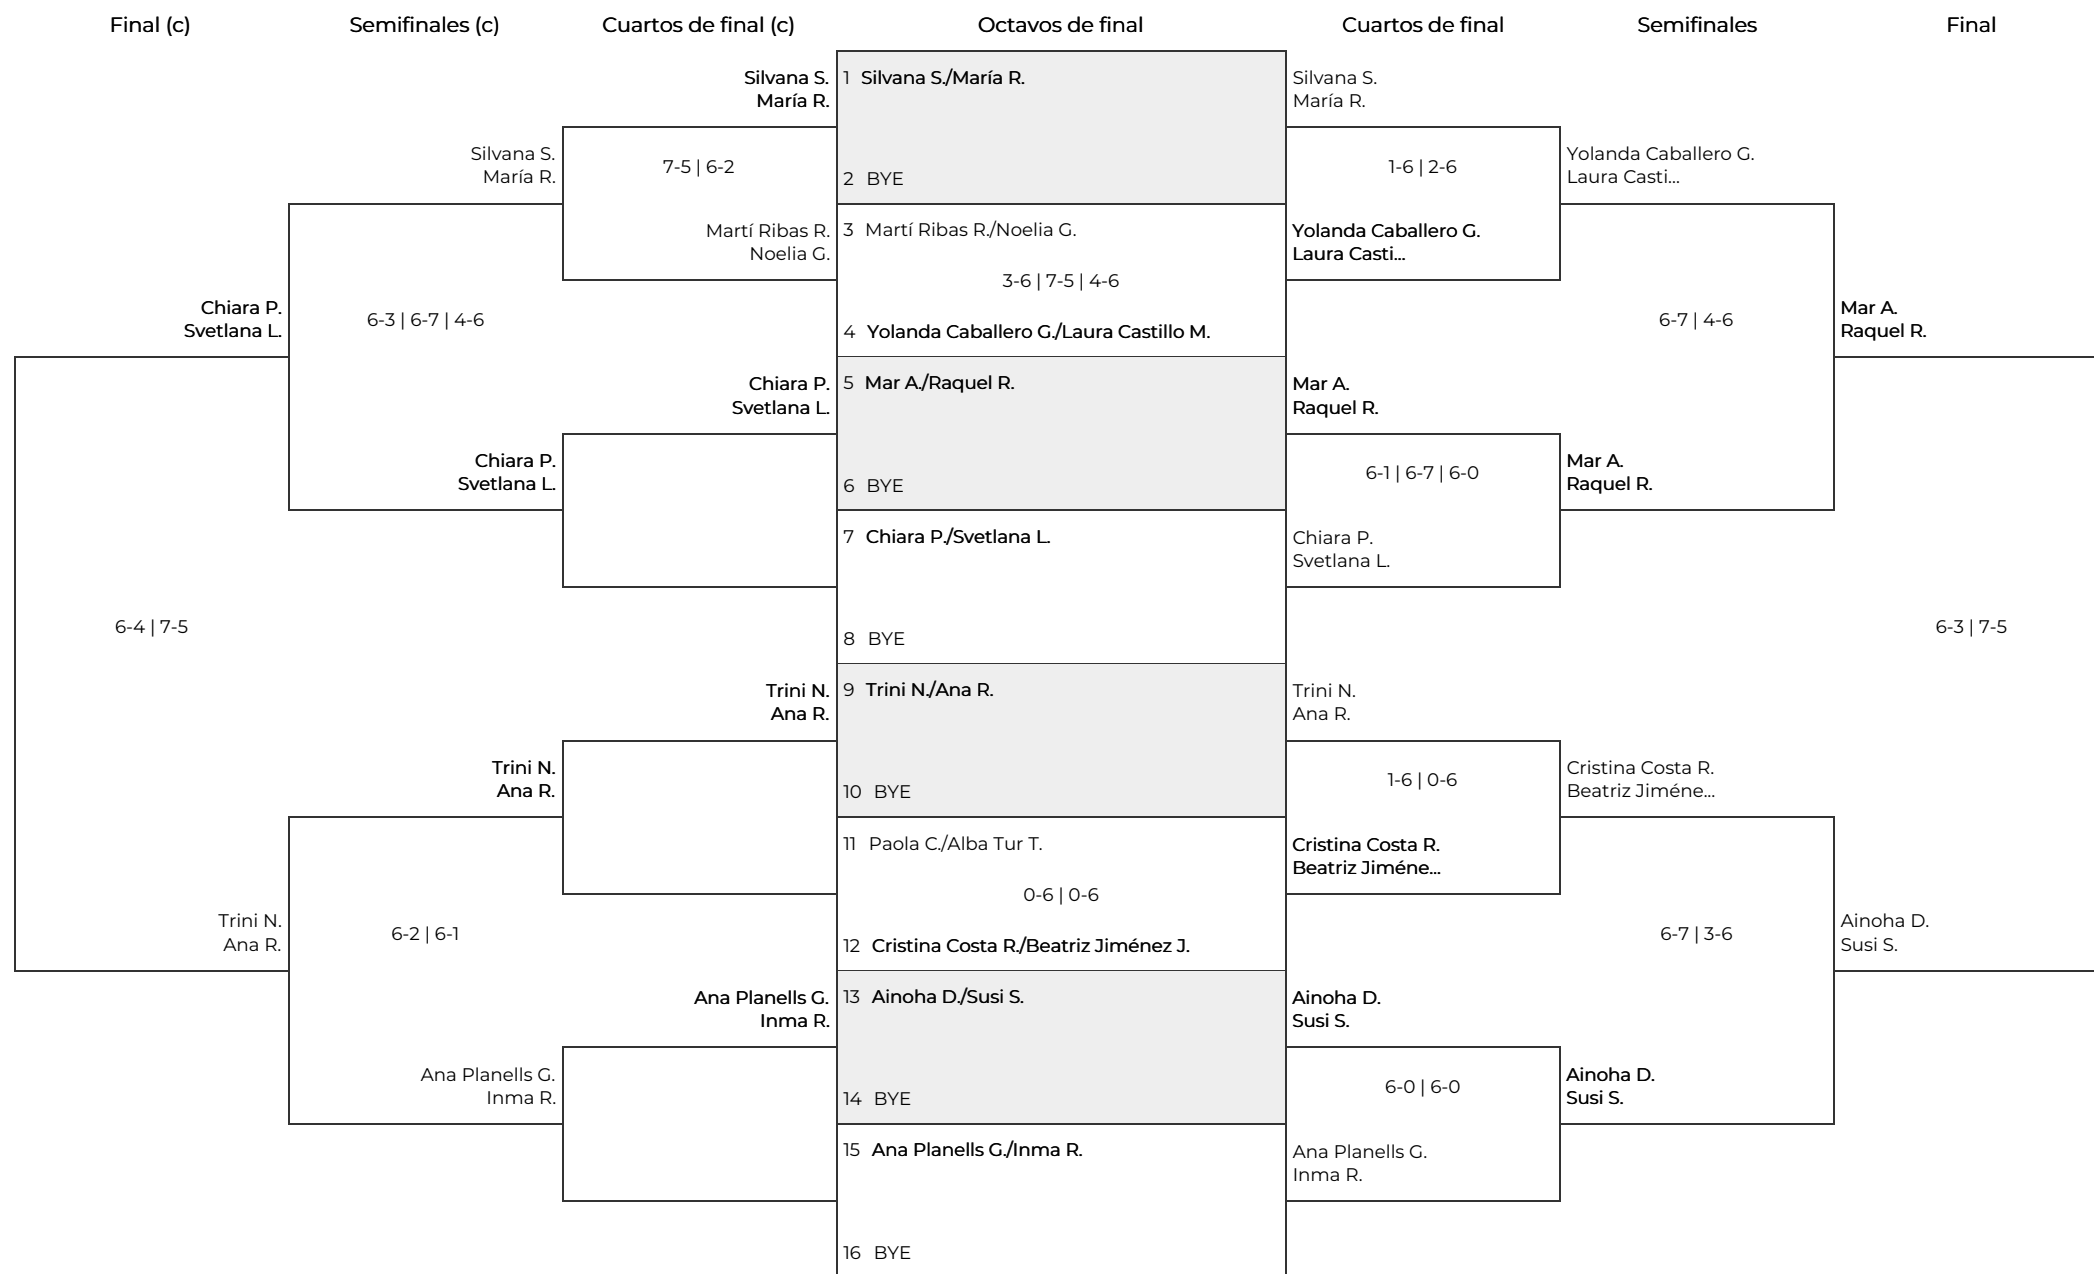 Final (c)
Semifinales (c)
Cuartos de final (c)
Octavos de final
Cuartos de final
Semifinales
Final
Chiara P.
Svetlana L.
6-4 | 7-5
Trini N.
Ana R.
Silvana S.
María R.
6-3 | 6-7 | 4-6
Chiara P.
Svetlana L.
Trini N.
Ana R.
6-2 | 6-1
Ana Planells G.
Inma R.
Silvana S.
María R.
7-5 | 6-2
Martí Ribas R.
Noelia G.
Chiara P.
Svetlana L.
Trini N.
Ana R.
Ana Planells G.
Inma R.
1 Silvana S./María R.
2 BYE
3 Martí Ribas R./Noelia G.
3-6 | 7-5 | 4-6
4 Yolanda Caballero G./Laura Castillo M.
5 Mar A./Raquel R.
6 BYE
7 Chiara P./Svetlana L.
8 BYE
9 Trini N./Ana R.
10 BYE
11 Paola C./Alba Tur T.
0-6 | 0-6
12 Cristina Costa R./Beatriz Jiménez J.
13 Ainoha D./Susi S.
14 BYE
15 Ana Planells G./Inma R.
16 BYE
Silvana S.
María R.
1-6 | 2-6
Yolanda Caballero G.
Laura Casti...
Mar A.
Raquel R.
6-1 | 6-7 | 6-0
Chiara P.
Svetlana L.
Trini N.
Ana R.
1-6 | 0-6
Cristina Costa R.
Beatriz Jiméne...
Ainoha D.
Susi S.
6-0 | 6-0
Ana Planells G.
Inma R.
Yolanda Caballero G.
Laura Casti...
6-7 | 4-6
Mar A.
Raquel R.
Cristina Costa R.
Beatriz Jiméne...
6-7 | 3-6
Ainoha D.
Susi S.
Mar A.
Raquel R.
6-3 | 7-5
Ainoha D.
Susi S.